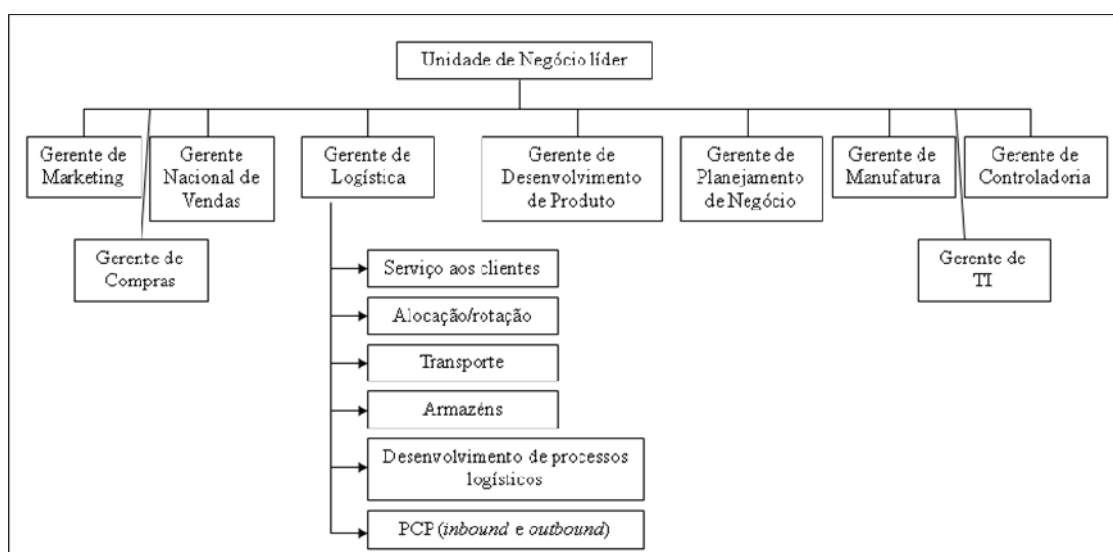 Unidade de Negócio líder
Gerente de
Marketing
Gerente
Nacional de
Vendas
Gerente de
Logística
Gerente de
Desenvolvimento
de Produto
Gerente de
Planejamento
de Negócio
Gerente de
Manufatura
Gerente de
Controladoria
Gerente de
Compras
Gerente de
TI
Serviço aos clientes
Alocação/rotação
Transporte
Armazéns
Desenvolvimento de processos
logísticos
PCP (inbound e outbound)